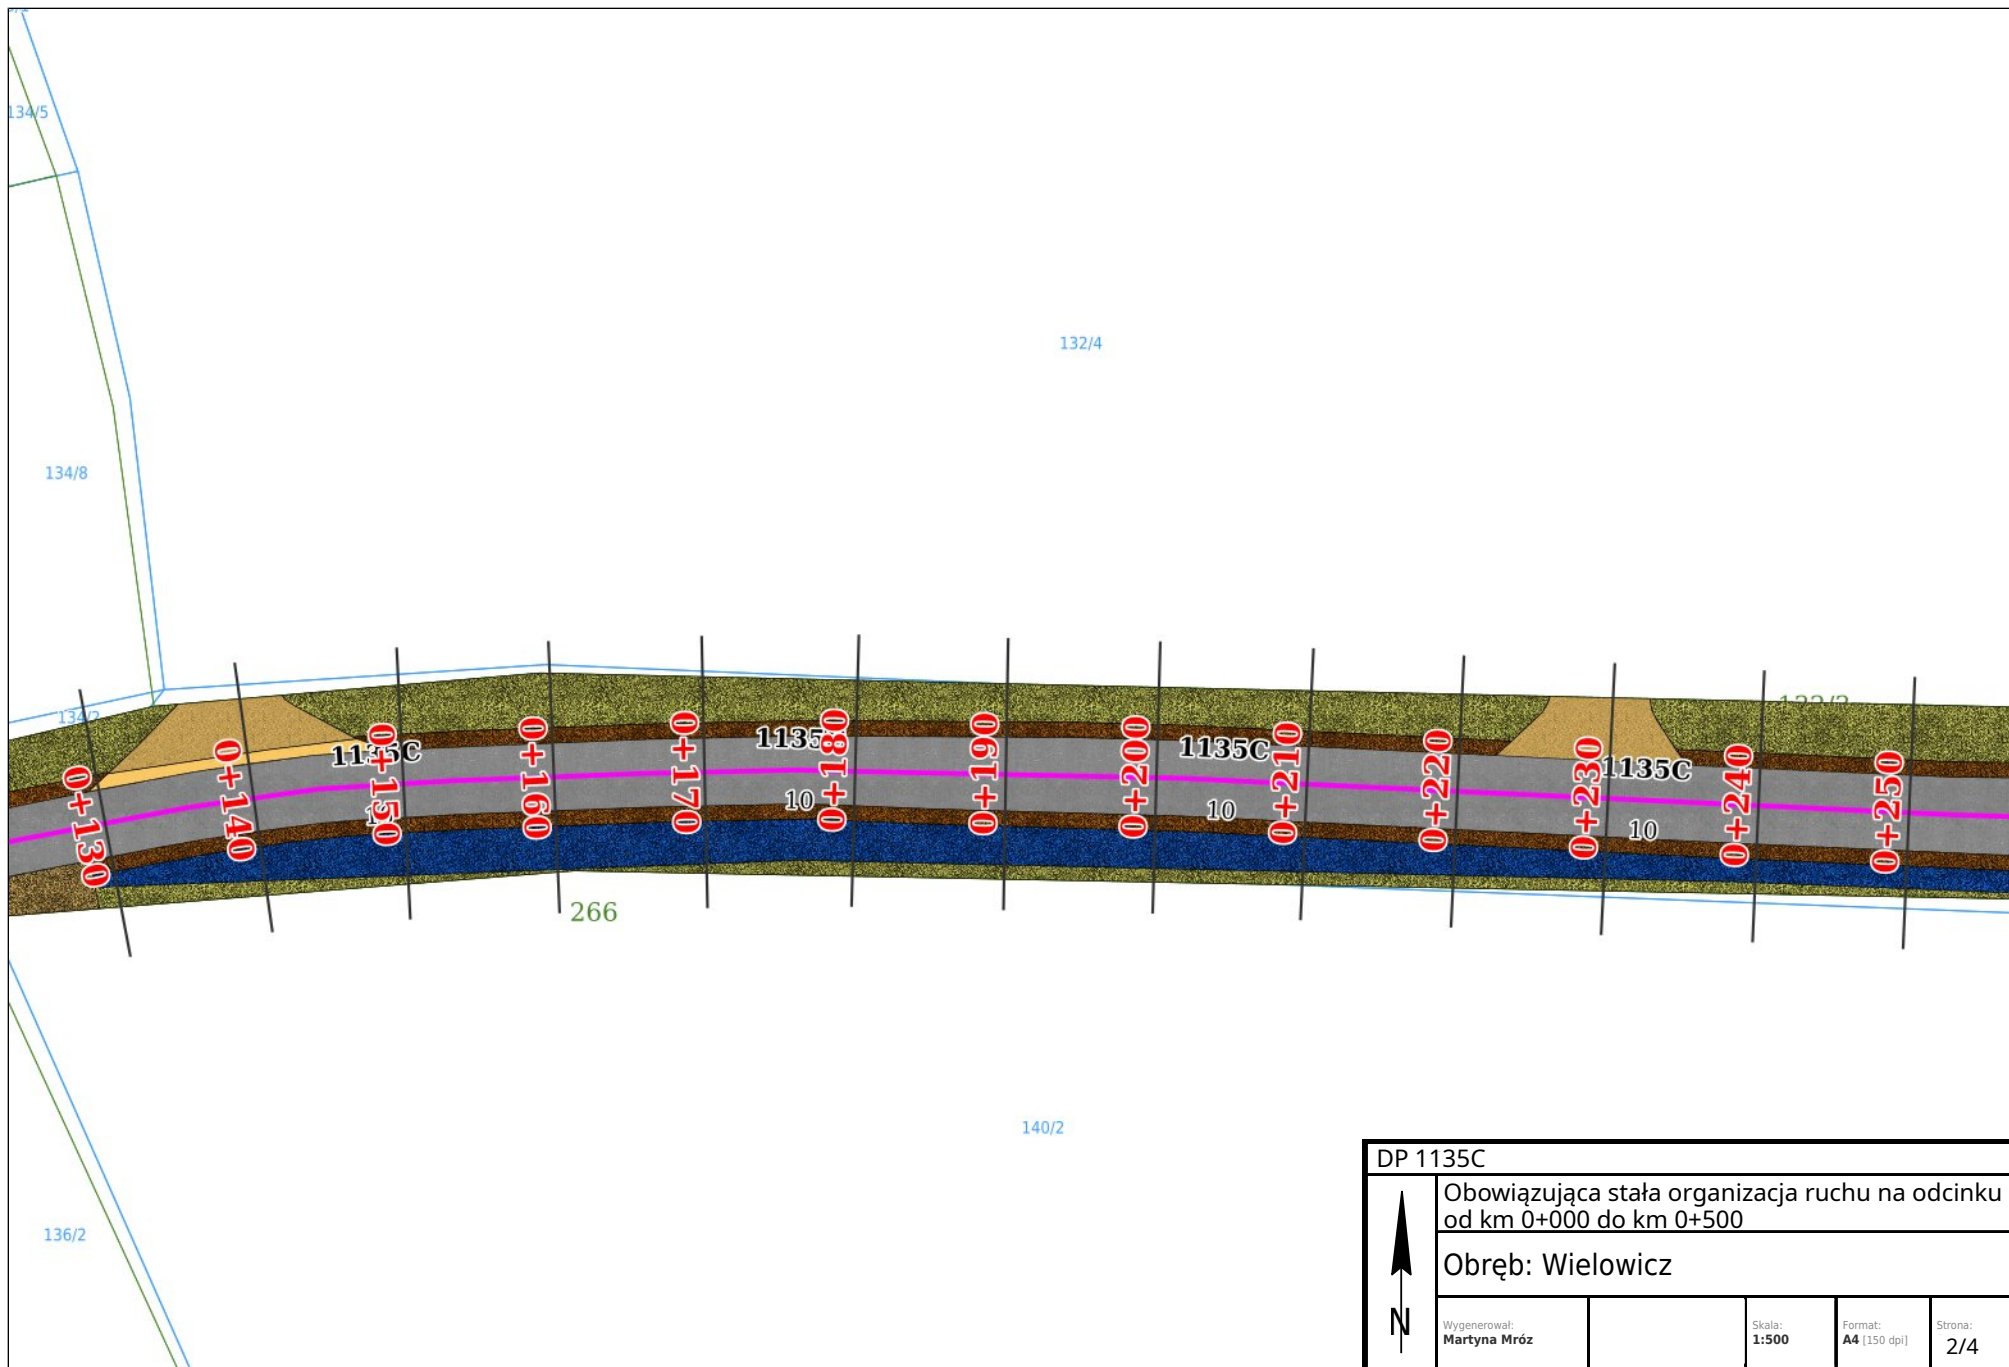 134/5
132/4
134/8
134/2
1135C
1135
1135C
1135C
0+130
0+140
0+150
0+160
0+170
0+180
0+190
0+200
0+210
0+220
0+230
0+240
0+250
10
10
10
266
140/2
136/2
DP 1135C
Obowiązująca stała organizacja ruchu na odcinku
od km 0+000 do km 0+500
Obręb: Wielowicz
N
Wygenerował:
Martyna Mróz
Skala:
1:500
Format:
A4 [150 dpi]
Strona:
2/4